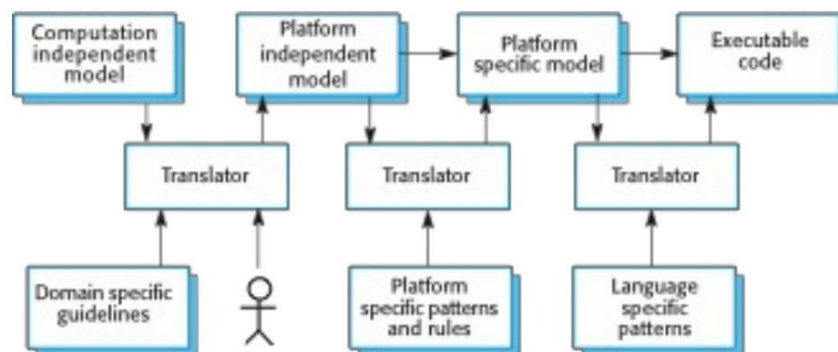 Computation
independent
model
Platform
independent
model
Platform
specific model
Executable
code
Translator
Translator
Translator
Domain specific
guidelines
Platform
specific patterns
and rules
Language
specific
patterns